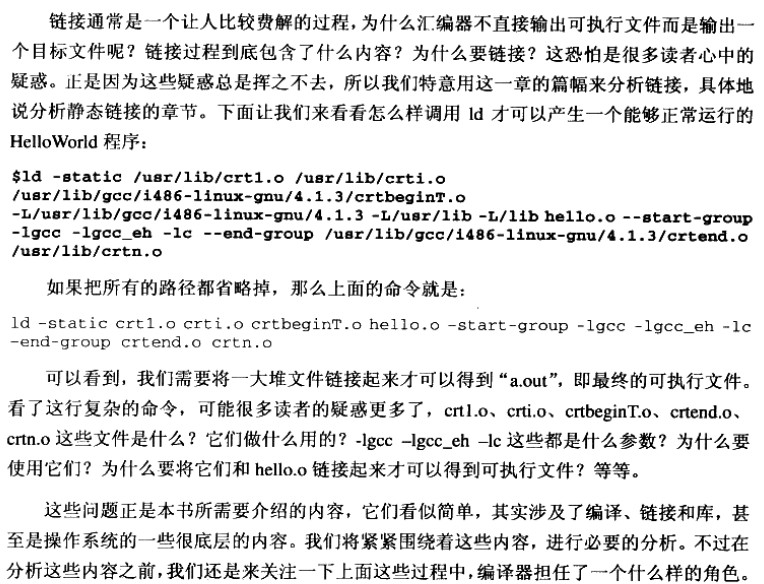 链接通常是一个让人比较费解的过程，为什么汇编器不直接输出可执行文件而是输出一
个目标文件呢？链接过程到底包含了什么内容？为什么要链接？这恐怕是很多读者心中的
疑惑。正是因为这些疑惑总是挥之不去，所以我们特意用这一章的篇幅来分析链接，具体地
说分析静态链接的章节。下面让我们来看看怎么样调用 ld 才可以产生一个能够正常运行的
HelloWorld 程序：
$ld -static /usr/lib/crt1.o /usr/lib/crti.o
/usr/lib/gcc/i486-linux-gnu/4.1.3/crtbeginT.o
-L/usr/lib/gcc/i486-linux-gnu/4.1.3 -L/usr/lib -L/lib hello.o --start-group
-lgcc -lgcc_eh -lc --end-group /usr/lib/gcc/i486-linux-gnu/4.1.3/crtend.o
/usr/lib/crtn.o
如果把所有的路径都省略掉，那么上面的命令就是：
ld -static crt1.o crti.o crtbeginT.o hello.o -start-group -lgcc -lgcc_eh -lc
-end-group crtend.o crtn.o
可以看到，我们需要将一大堆文件链接起来才可以得到“a.out”，即最终的可执行文件。
看了这行复杂的命令，可能很多读者的疑惑更多了，crt1.o、crti.o、crtbeginT.o、crtend.o、
crtn.o 这些文件是什么？它们做什么用的？-lgcc –lgcc_eh –lc 这些都是什么参数？为什么要
使用它们？为什么要将它们和 hello.o 链接起来才可以得到可执行文件？等等。
这些问题正是本书所需要介绍的内容，它们看似简单，其实涉及了编译、链接和库，甚
至是操作系统的一些很底层的内容。我们将紧紧围绕着这些内容，进行必要的分析。不过在
分析这些内容之前，我们还是来关注一下上面这些过程中，编译器担任了一个什么样的角色。